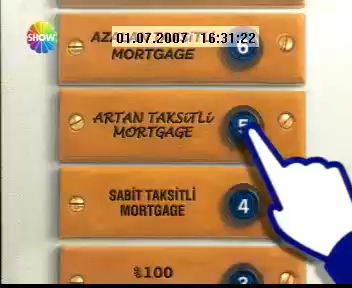 SHOW
01.07.2007 16:31:22
MORTGAGE
6
ARTAN TAKSİTLİ
MORTGAGE
5
SABİT TAKSİTLİ
MORTGAGE
4
%100